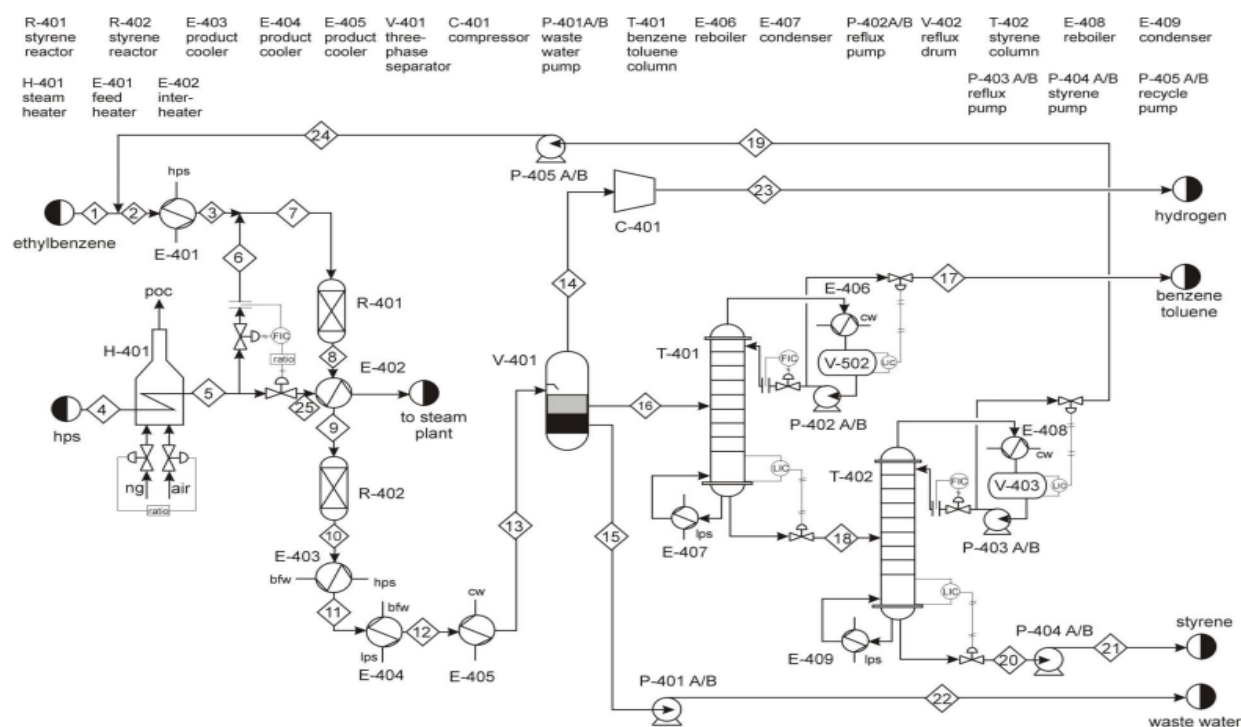 R-401 R-402 E-403 E-404 E-405 V-401 C-401 P-401A/B T-401 E-406 E-407 P-402A/B V-402 T-402 E-408 E-409
styrene styrene product product product three- compressor waste benzene reboiler condenser reflux reflux styrene reboiler condenser
reactor reactor cooler cooler cooler phase water toluene pump drum column
separator pump column
P-403 A/B P-404 A/B P-405 A/B
H-401 E-401 E-402 reflux styrene recycle
steam feed inter- pump pump pump
heater heater heater
24 19
P-405 A/B
hps 23
1 2 3 7 C-401 hydrogen
ethylbenzene
E-401
6 14 E-406 17
poc R-401 cw benzene
toluene
FIC T-401
H-401 8 V-401 V-502 LIC
ratio E-402 FIC
5
4 25 16 P-402 A/B
hps 9 to steam
plant E-408
cw
T-402
R-402 LIC V-403 LIC
ng air FIC
ratio 13 15 lps
10 E-407 18 P-403 A/B
E-403
bfw hps
11 bfw cw LIC
12 styrene
lps P-404 A/B
E-404 E-405 E-409 lps 20 21
P-401 A/B
22
waste water